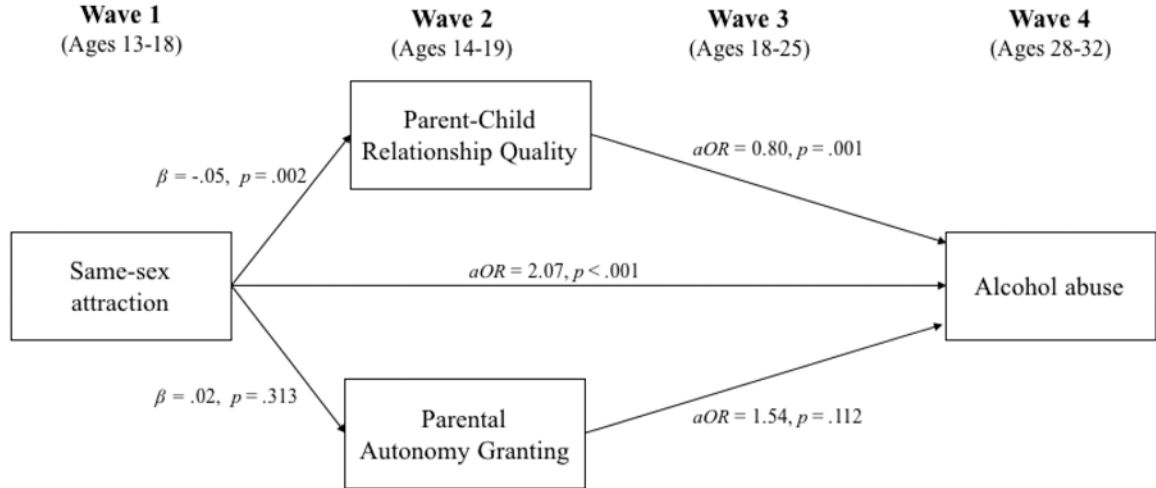 Wave 1
(Ages 13-18)
Wave 2
(Ages 14-19)
Wave 3
(Ages 18-25)
Wave 4
(Ages 28-32)
Parent-Child
Relationship Quality
aOR = 0.80, p = .001
β = -.05, p = .002
Same-sex
attraction
aOR = 2.07, p < .001
Alcohol abuse
β = .02, p = .313
Parental
Autonomy Granting
aOR = 1.54, p = .112